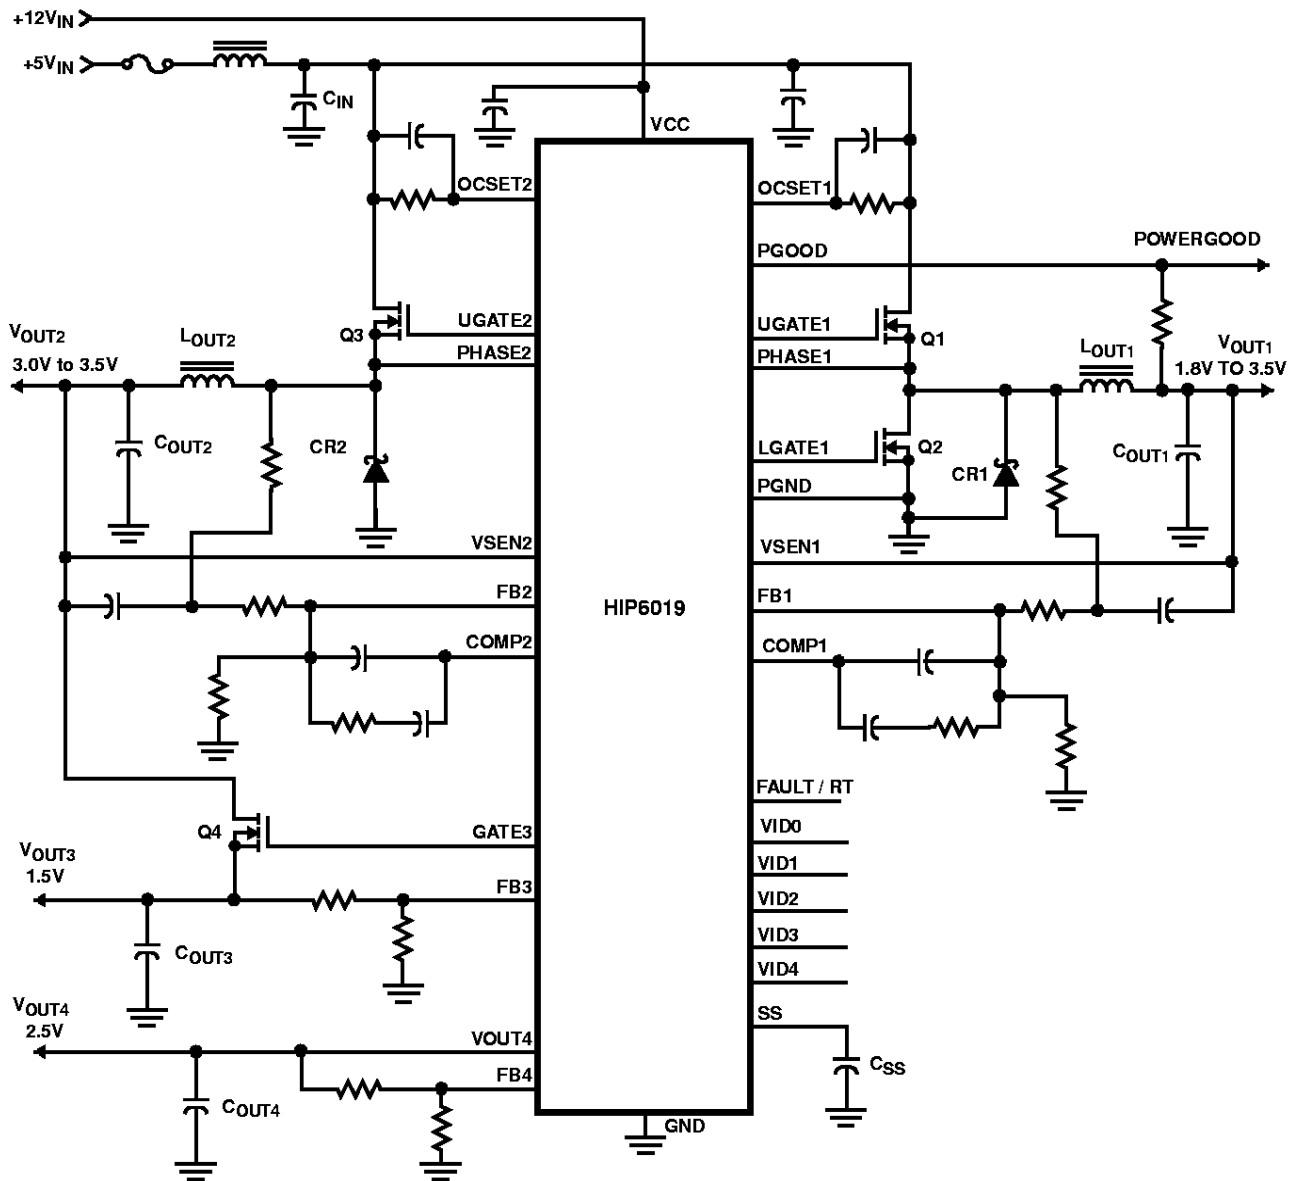 +12VIN
+5VIN
CIN
VCC
OCSET2
OCSET1
PGOOD
POWERGOOD
UGATE2
UGATE1
Q3
Q1
PHASE2
PHASE1
VOUT2
3.0V to 3.5V
LOUT2
LOUT1
VOUT1
1.8V TO 3.5V
COUT2
CR2
LGATE1
Q2
COUT1
PGND
CR1
VSEN2
VSEN1
FB2
HIP6019
FB1
COMP2
COMP1
FAULT / RT
Q4
GATE3
VID0
VOUT3
1.5V
VID1
FB3
VID2
COUT3
VID3
VID4
VOUT4
2.5V
SS
VOUT4
FB4
CSS
COUT4
GND